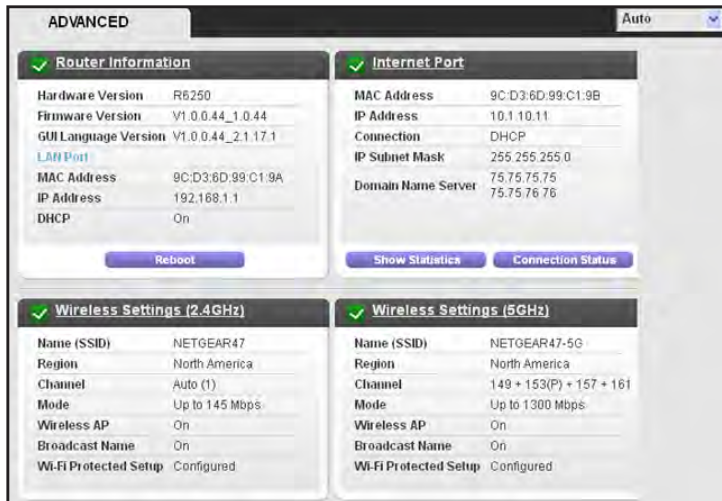 ADVANCED
Auto
Router Information
Hardware Version R6250
Firmware Version V1.0.0.44_1.0.44
GUI Language Version V1.0.0.44_2.1.17.1
LAN Port
MAC Address 9C:D3:6D:99:C1:9A
IP Address 192.168.1.1
DHCP On
Reboot
Internet Port
MAC Address 9C:D3:6D:99:C1:9B
IP Address 10.1.10.11
Connection DHCP
IP Subnet Mask 255.255.255.0
Domain Name Server 75.75.75.75
75.75.76.76
Show Statistics Connection Status
Wireless Settings (2.4GHz)
Name (SSID) NETGEAR47
Region North America
Channel Auto (1)
Mode Up to 145 Mbps
Wireless AP On
Broadcast Name On
Wi-Fi Protected Setup Configured
Wireless Settings (5GHz)
Name (SSID) NETGEAR47-5G
Region North America
Channel 149 + 153(P) + 157 + 161
Mode Up to 1300 Mbps
Wireless AP On
Broadcast Name On
Wi-Fi Protected Setup Configured